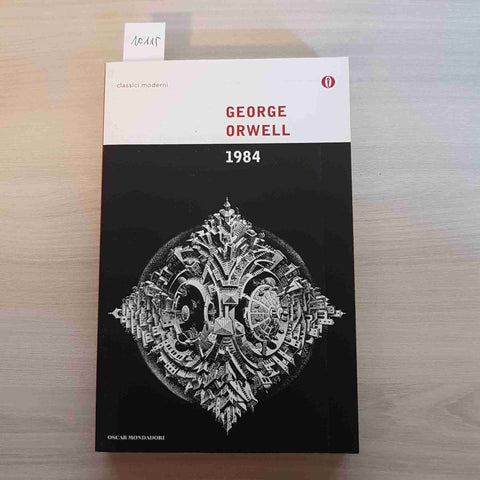 10115
classici moderni
GEORGE
ORWELL
1984
OSCAR MONDADORI